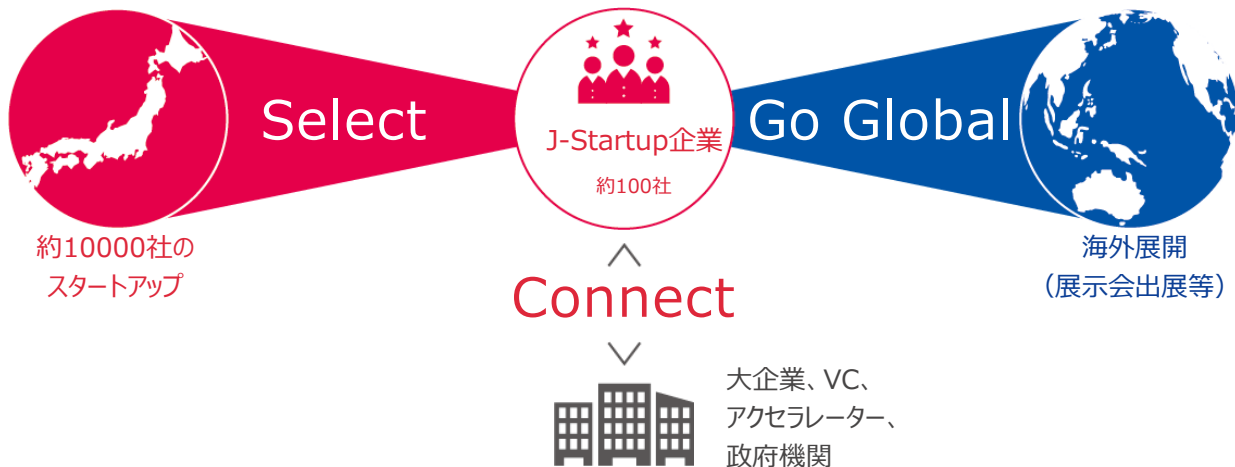 Select
J-Startup企業
約100社
Go Global
約10000社の
スタートアップ
海外展開
（展示会出展等）
Connect
大企業、VC、
アクセラレーター、
政府機関